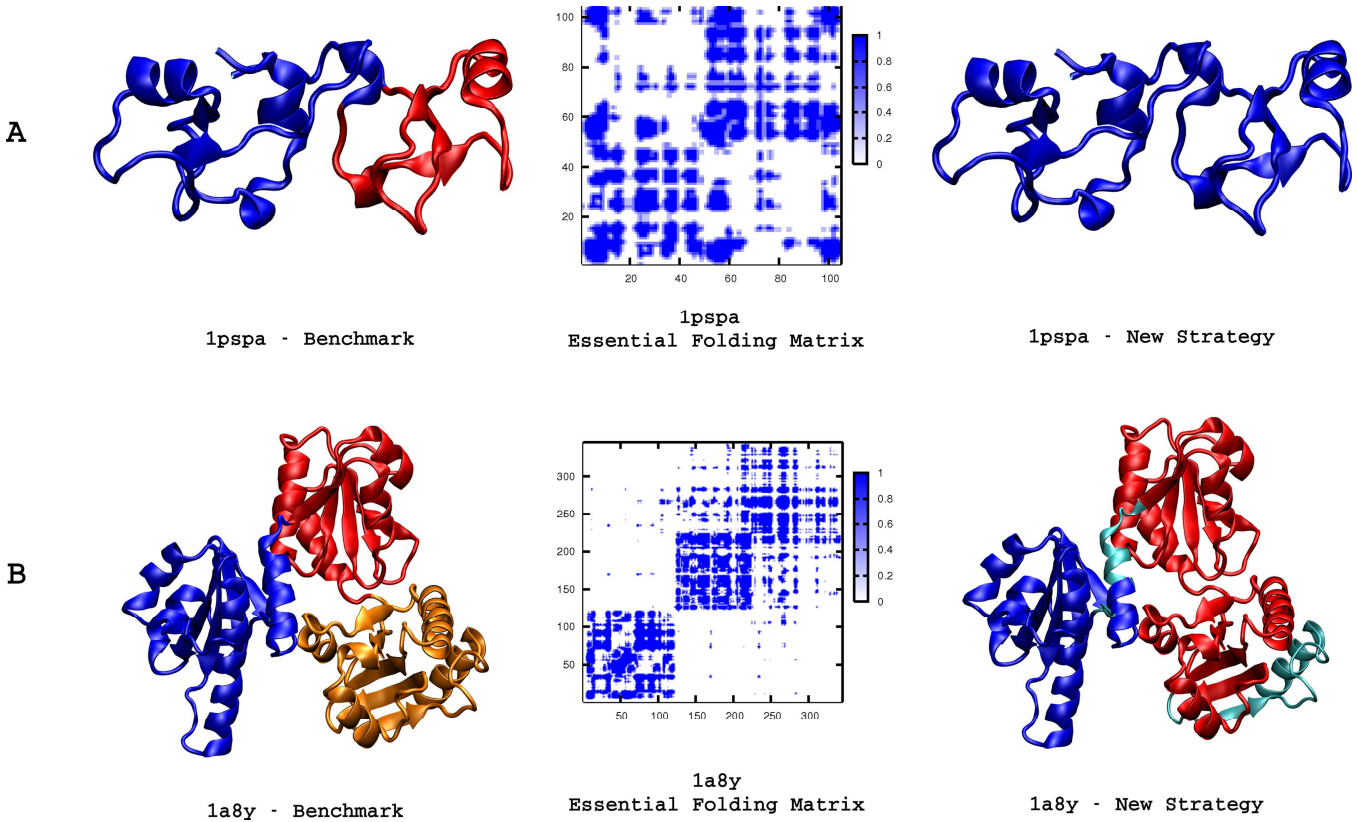 A
100
80
60
40
20
20 40 60 80 100
1
0.8
0.6
0.4
0.2
0
1pspa - Benchmark
1pspa
Essential Folding Matrix
1pspa - New Strategy
B
300
250
200
150
100
50
50 100 150 200 250 300
1
0.8
0.6
0.4
0.2
0
1a8y - Benchmark
1a8y
Essential Folding Matrix
1a8y - New Strategy